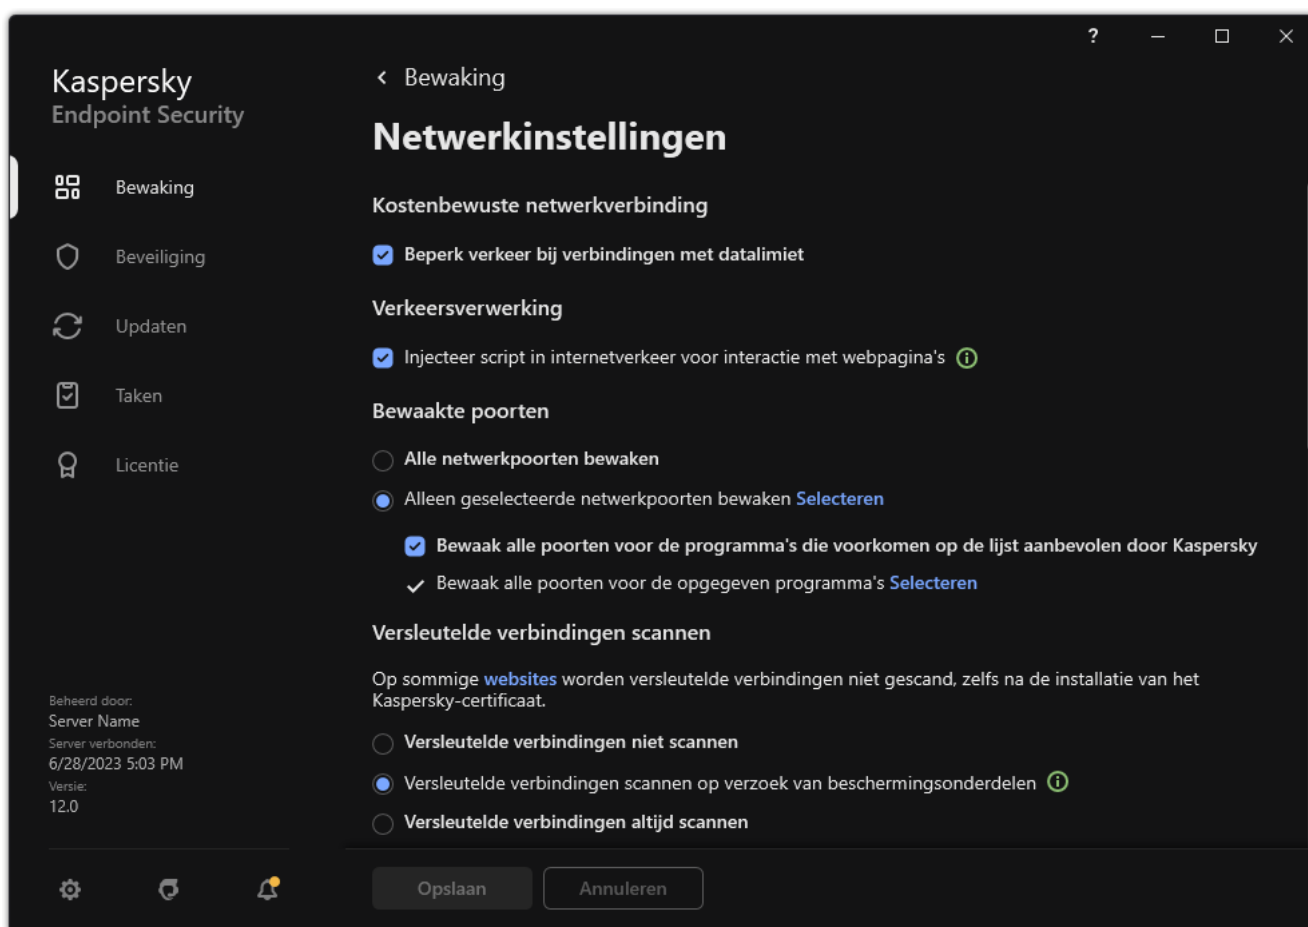 ?
Kaspersky
Endpoint Security
Bewaking
Beveiliging
Updaten
Taken
Licentie
Beheerd door:
Server Name
Server verbonden:
6/28/2023 5:03 PM
Versie:
12.0
Bewaking
Netwerkinstellingen
Kostenbewuste netwerkverbinding
Beperk verkeer bij verbindingen met datalimiet
Verkeersverwerking
Injecteer script in internetverkeer voor interactie met webpagina's
Bewaakte poorten
Alle netwerkpoorten bewaken
Alleen geselecteerde netwerkpoorten bewaken Selecteren
Bewaak alle poorten voor de programma's die voorkomen op de lijst aanbevolen door Kaspersky
Bewaak alle poorten voor de opgegeven programma's Selecteren
Versleutelde verbindingen scannen
Op sommige websites worden versleutelde verbindingen niet gescand, zelfs na de installatie van het
Kaspersky-certificaat.
Versleutelde verbindingen niet scannen
Versleutelde verbindingen scannen op verzoek van beschermingsonderdelen
Versleutelde verbindingen altijd scannen
Opslaan
Annuleren